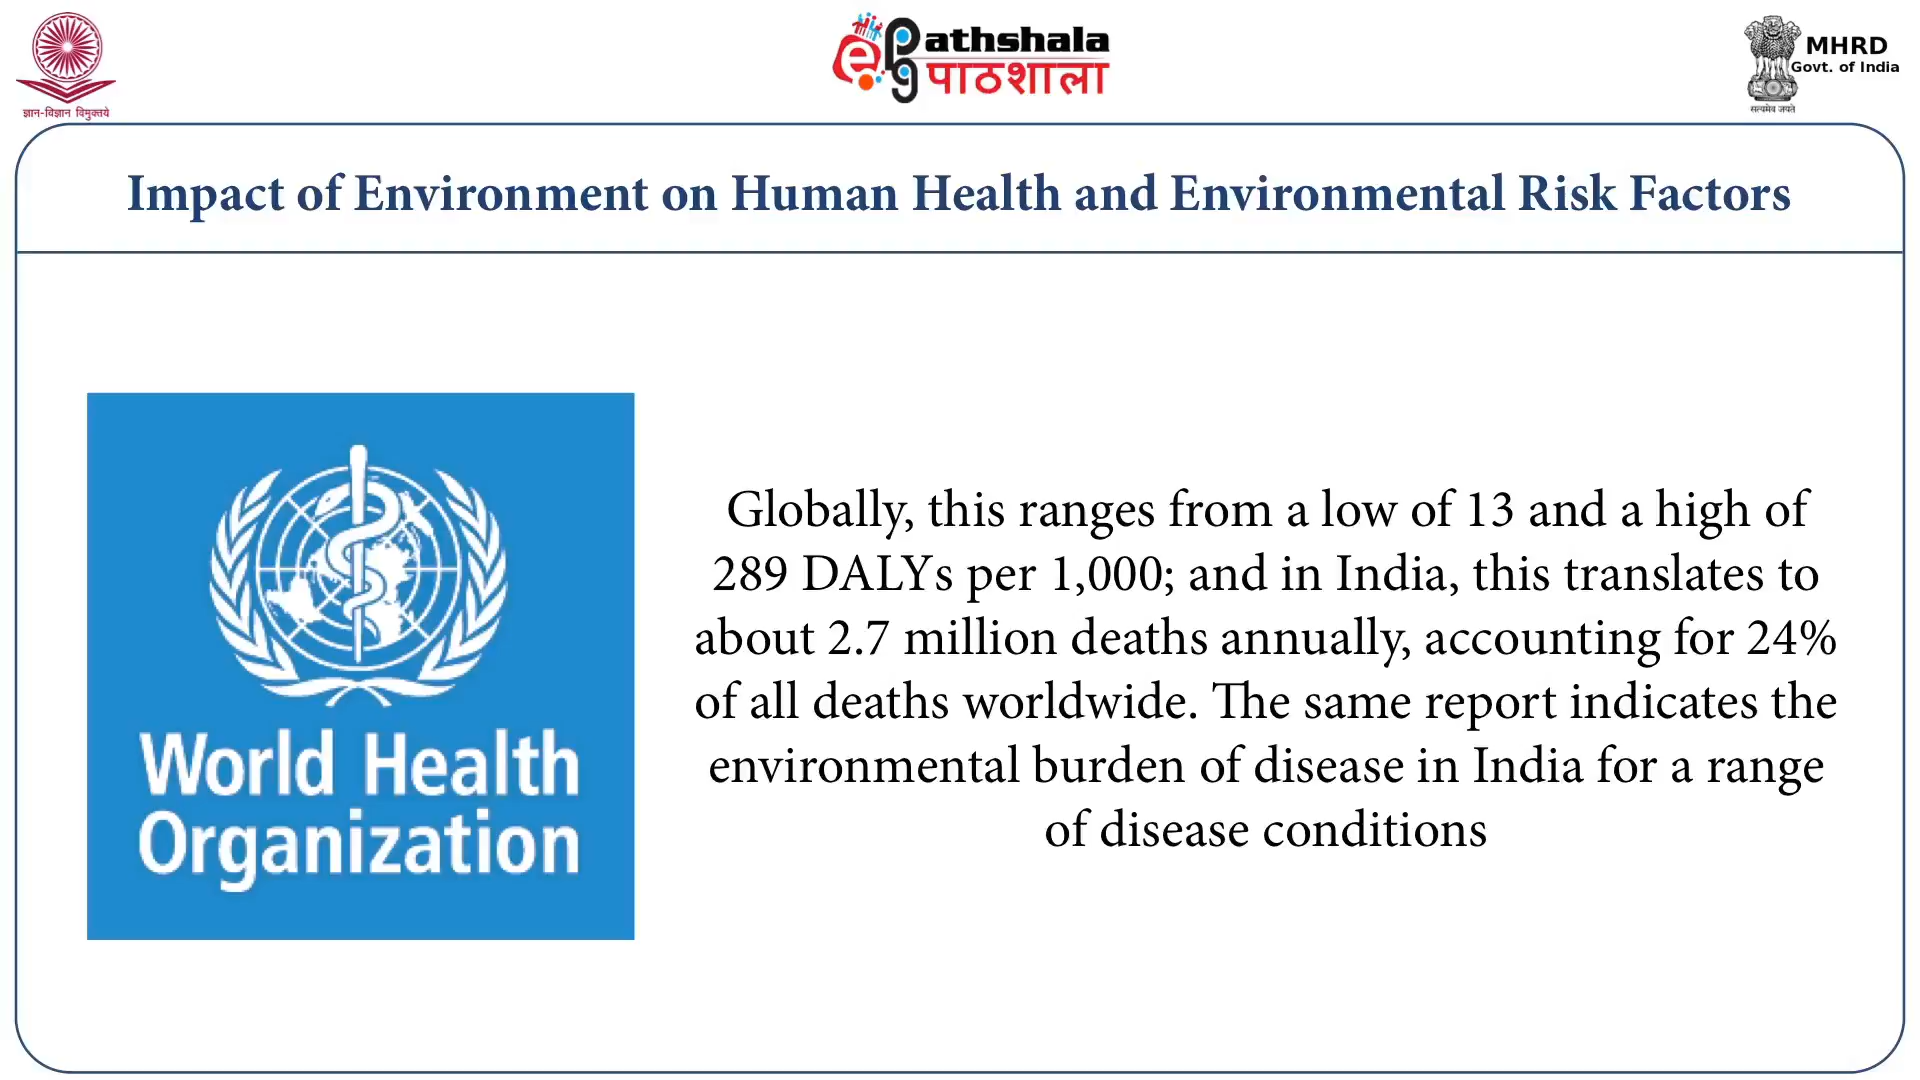 ज्ञान-विज्ञान विमुक्तये
ePathshala
पाठशाला
MHRD
Govt. of India
सत्यमेव जयते
Impact of Environment on Human Health and Environmental Risk Factors
World Health
Organization
Globally, this ranges from a low of 13 and a high of
289 DALYs per 1,000; and in India, this translates to
about 2.7 million deaths annually, accounting for 24%
of all deaths worldwide. The same report indicates the
environmental burden of disease in India for a range
of disease conditions